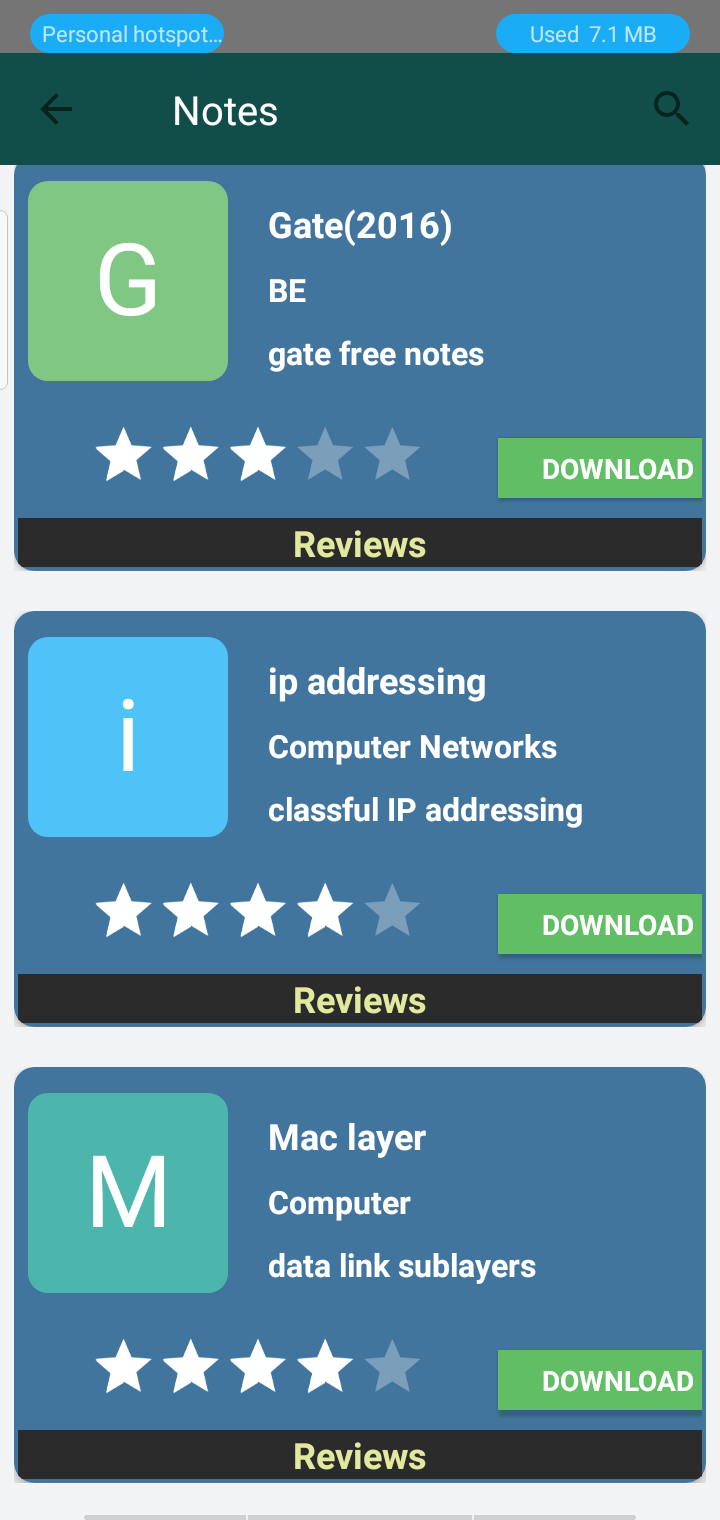 Personal hotspot...
Used 7.1 MB
Notes
G
Gate(2016)
BE
gate free notes
DOWNLOAD
Reviews
i
ip addressing
Computer Networks
classful IP addressing
DOWNLOAD
Reviews
M
Mac layer
Computer
data link sublayers
DOWNLOAD
Reviews